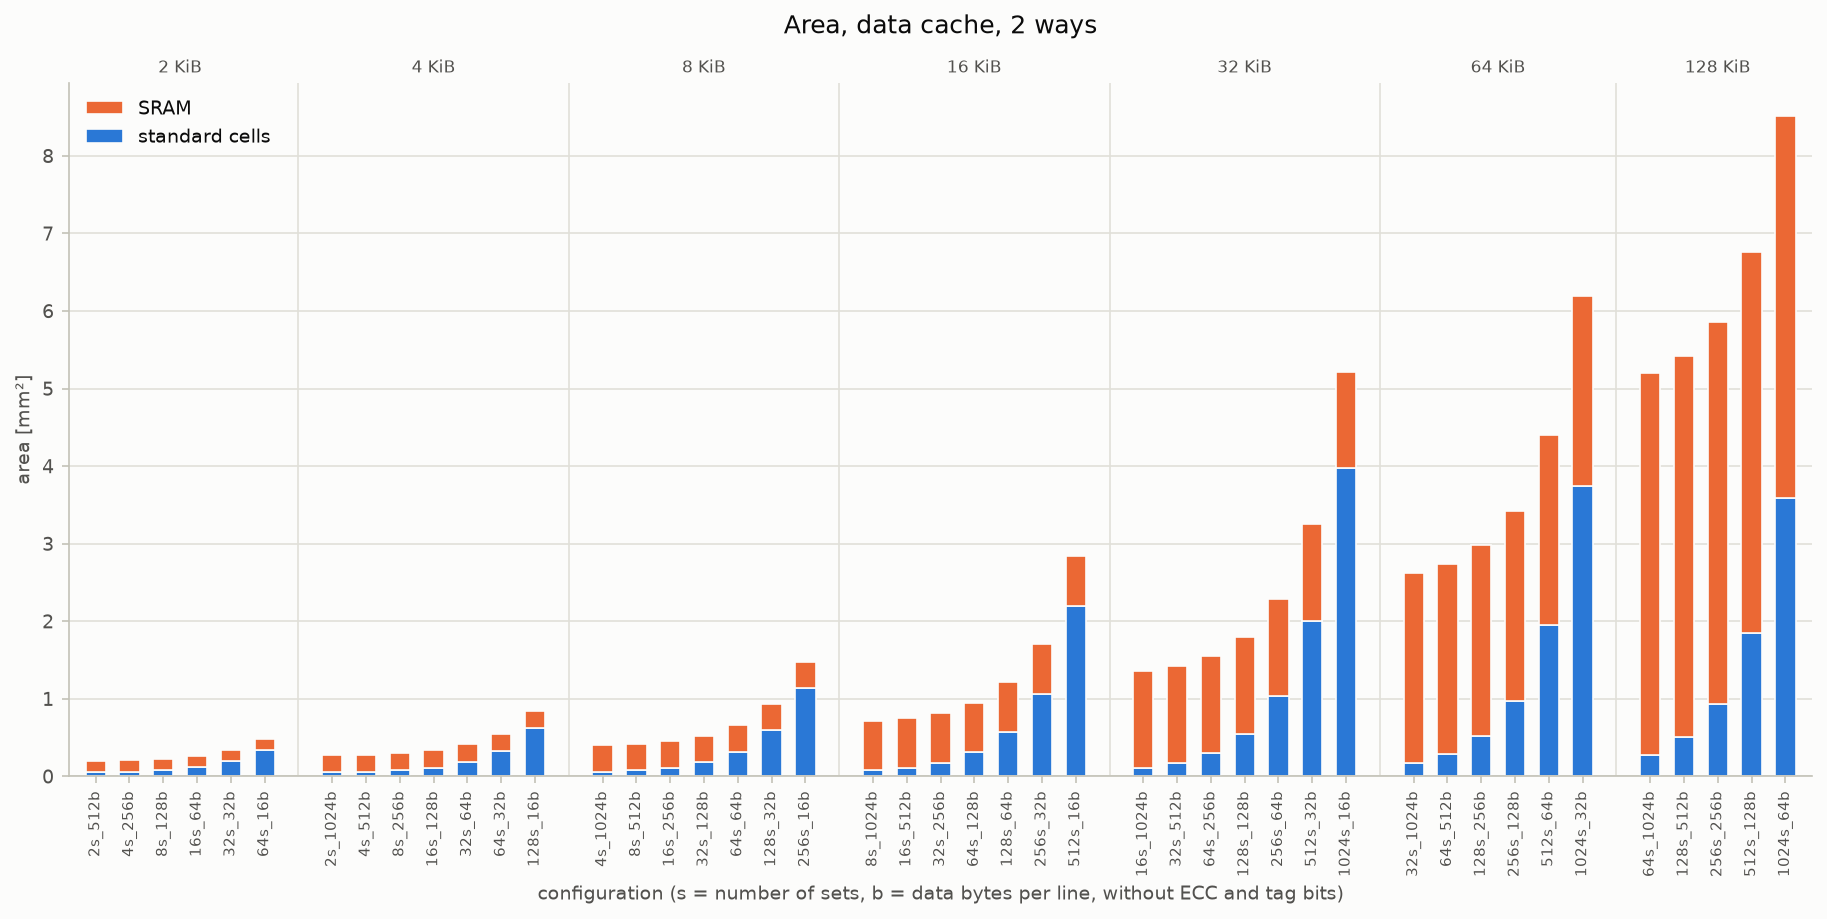 Area, data cache, 2 ways
2 KiB 4 KiB 8 KiB 16 KiB 32 KiB 64 KiB 128 KiB
SRAM
standard cells
8
7
6
5
4
3
2
1
0
area [mm²]
2s_512b 4s_256b 8s_128b 16s_64b 32s_32b 64s_16b 2s_1024b 4s_512b 8s_256b 16s_128b 32s_64b 64s_32b 128s_16b 4s_1024b 8s_512b 16s_256b 32s_128b 64s_64b 128s_32b 256s_16b 8s_1024b 16s_512b 32s_256b 64s_128b 128s_64b 256s_32b 512s_16b 16s_1024b 32s_512b 64s_256b 128s_128b 256s_64b 512s_32b 1024s_16b 32s_1024b 64s_512b 128s_256b 256s_128b 512s_64b 1024s_32b 64s_1024b 128s_512b 256s_256b 512s_128b 1024s_64b
configuration (s = number of sets, b = data bytes per line, without ECC and tag bits)